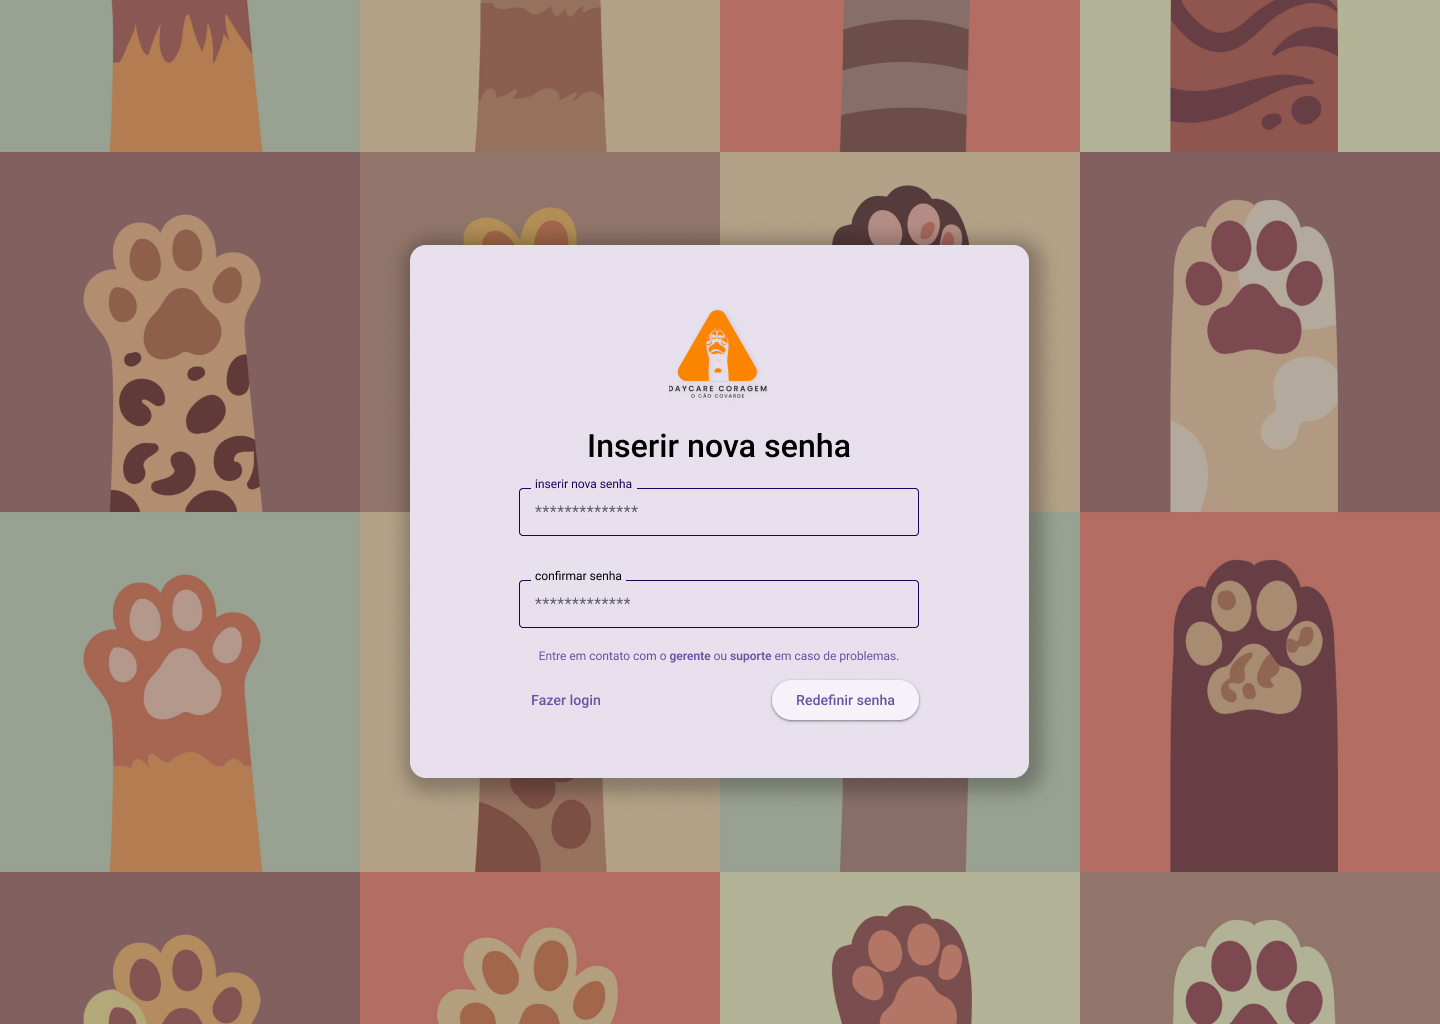 DAYCARE CORAGEM
O CÃO COVARDE
Inserir nova senha
inserir nova senha
**************
confirmar senha
*************
Entre em contato com o gerente ou suporte em caso de problemas.
Fazer login
Redefinir senha